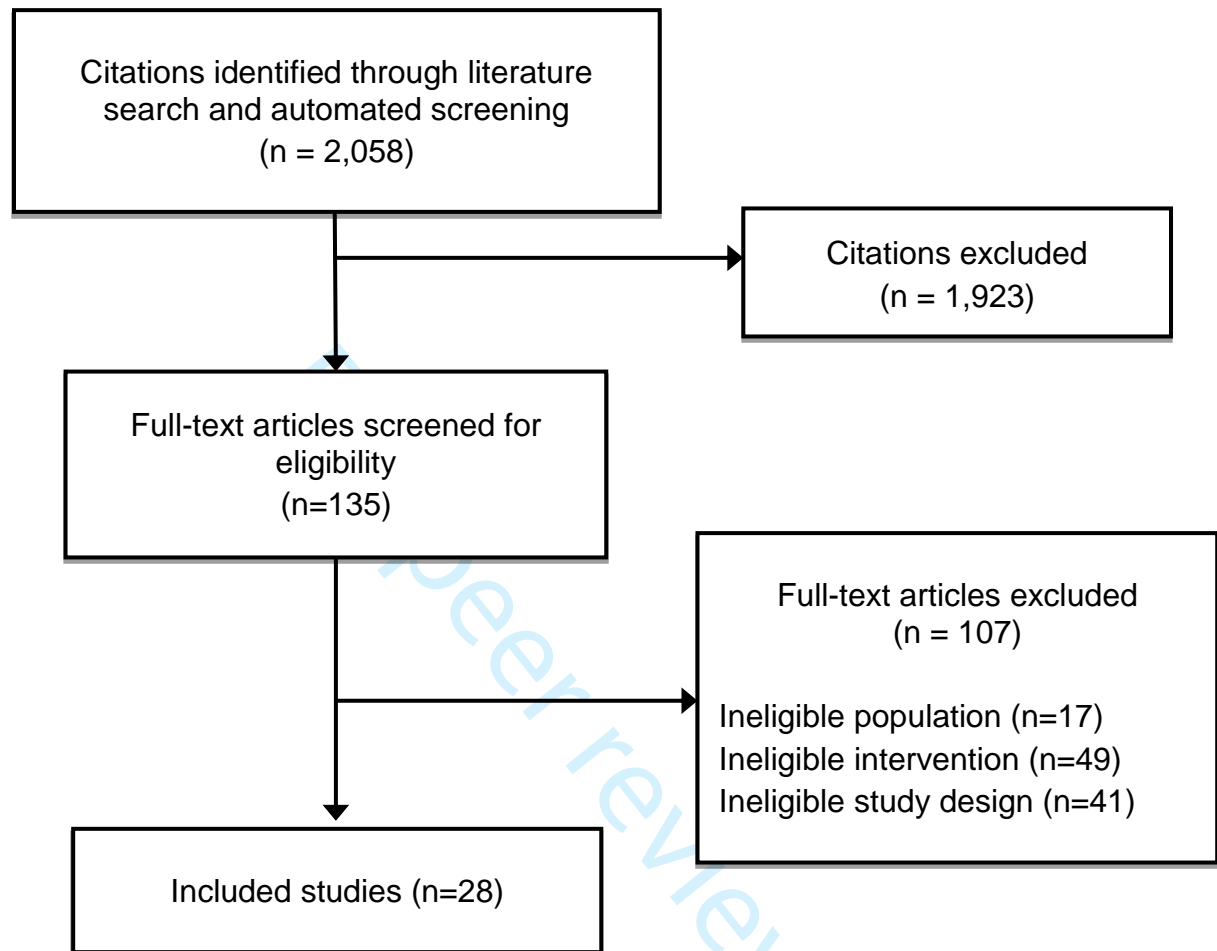 Citations identified through literature
search and automated screening
(n = 2,058)
Citations excluded
(n = 1,923)
Full-text articles screened for
eligibility
(n=135)
Full-text articles excluded
(n = 107)
Ineligible population (n=17)
Ineligible intervention (n=49)
Ineligible study design (n=41)
Included studies (n=28)
peer review